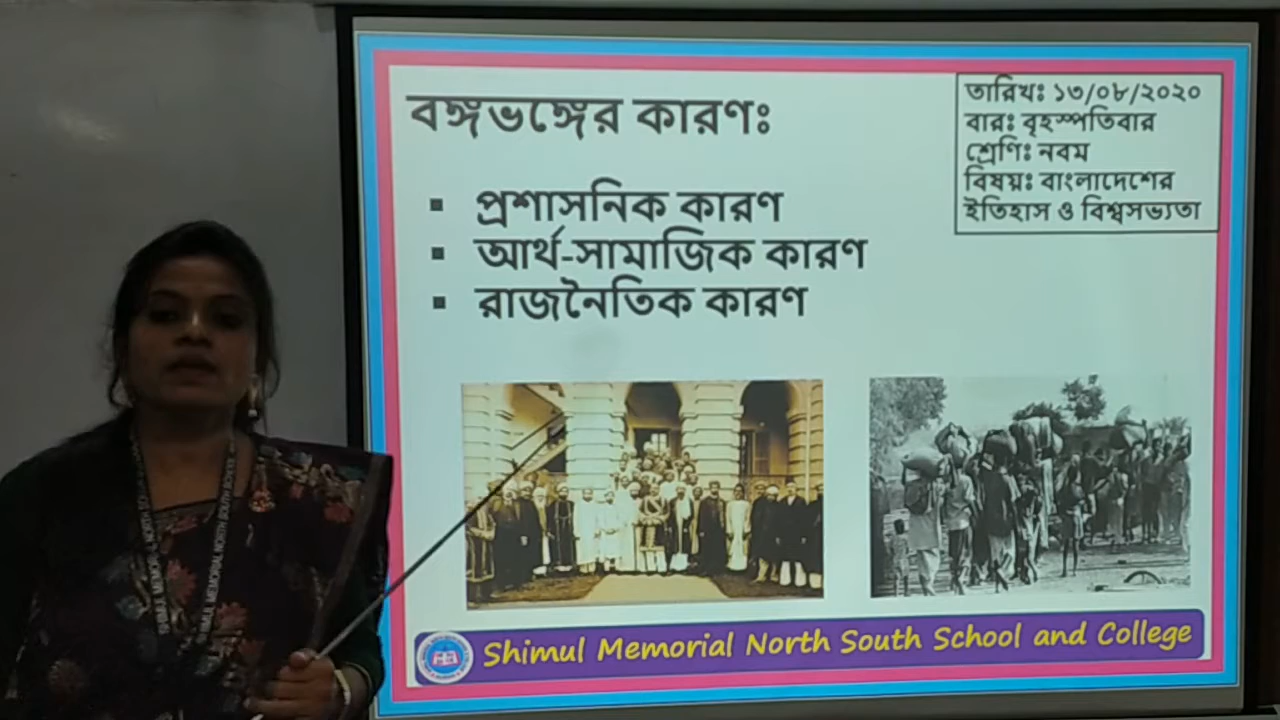 বঙ্গভঙ্গের কারণঃ
তারিখঃ ১৩/০৮/২০২০
বারঃ বৃহস্পতিবার
শ্রেণিঃ নবম
বিষয়ঃ বাংলাদেশের
ইতিহাস ও বিশ্বসভ্যতা
▪ প্রশাসনিক কারণ
▪ আর্থ-সামাজিক কারণ
▪ রাজনৈতিক কারণ
Shimul Memorial North South School and College